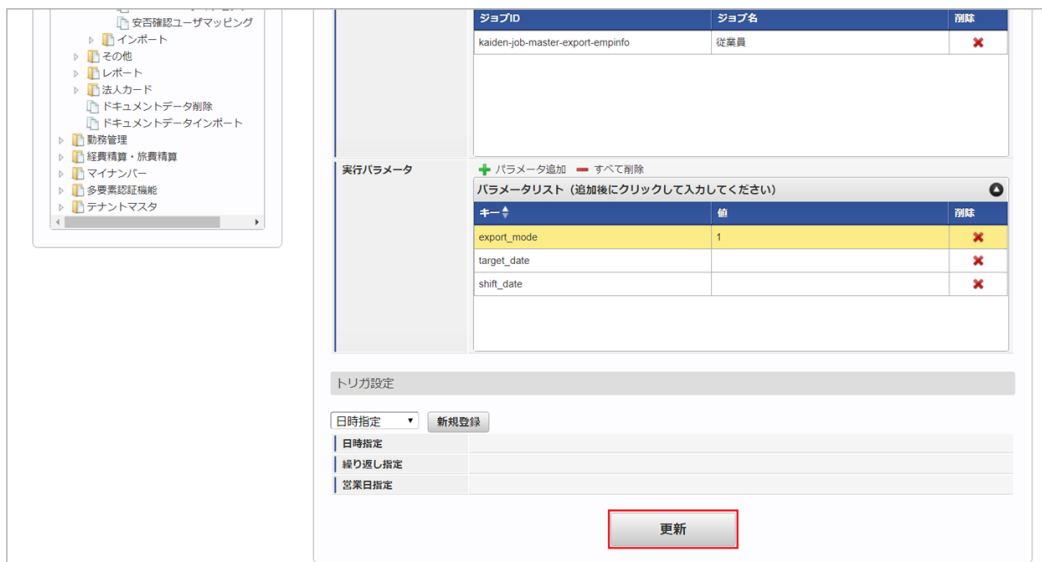 安否確認ユーザマッピング
インポート
その他
レポート
法人カード
ドキュメントデータ削除
ドキュメントデータインポート
勤務管理
経費精算・旅費精算
マイナンバー
多要素認証機能
テナントマスタ
ジョブID ジョブ名 削除
kaiden-job-master-export-empinfo 従業員
実行パラメータ パラメータ追加 すべて削除
パラメータリスト（追加後にクリックして入力してください）
キー 値 削除
export_mode 1
target_date
shift_date
トリガ設定
日時指定 新規登録
日時指定
繰り返し指定
営業日指定
更新